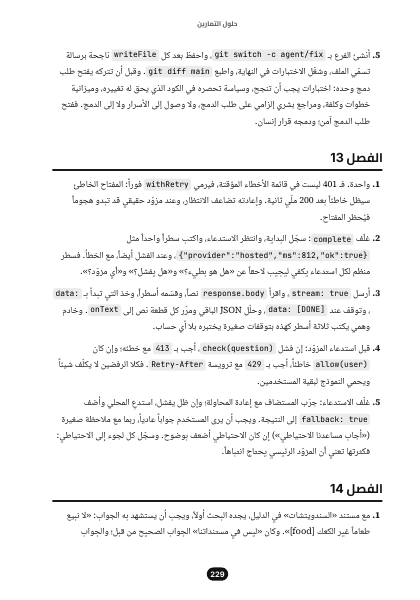 حلول التمارين
5. أنشئ الفرع بـ git switch -c agent/fix ، واحفظ بعد كل writeFile ناجحة برسالة
تسمّي الملف، وشغّل الاختبارات في النهاية، واطبع git diff main . وقبل أن تتركه يفتح طلب
دمج وحده: اختبارات يجب أن تنجح، وسياسة تحصره في الكود الذي يحق له تغييره، وميزانية
خطوات وكلفة، ومراجع بشري إلزامي على طلب الدمج، ولا وصول إلى الأسرار ولا إلى الدمج. ففتح
طلب الدمج آمن؛ ودمجه قرار إنسان.
الفصل 13
1. واحدة. فـ 401 ليست في قائمة الأخطاء المؤقتة، فيرمي withRetry فوراً: المفتاح الخاطئ
سيظل خاطئاً بعد 200 ملّي ثانية. وإعادته تضاعف الانتظار، وعند مزوّد حقيقي قد تبدو هجوماً
فيُحظر المفتاح.
2. غلّف complete : سجّل البداية، وانتظر الاستدعاء، واكتب سطراً واحداً مثل
{"provider":"hosted","ms":812,"ok":true} ، وعند الفشل أيضاً، مع الخطأ. فسطر
منظم لكل استدعاء يكفي ليجيب لاحقاً عن «هل هو بطيء؟» و«هل يفشل؟» و«أي مزوّد؟».
3. أرسل stream: true ، واقرأ response.body نصاً، وقسّمه أسطراً، وخذ التي تبدأ بـ data:
، وتوقف عند data: [DONE] ، وحلّل JSON الباقي ومرّر كل قطعة نص إلى onText . وخادم
وهمي يكتب ثلاثة أسطر كهذه بتوقفات صغيرة يختبره بلا أي حساب.
4. قبل استدعاء المزوّد: إن فشل check(question) ، أجب بـ 413 مع خطئه؛ وإن كان
allow(user) خاطئاً، أجب بـ 429 مع ترويسة Retry-After . فكلا الرفضين لا يكلّف شيئاً
ويحمي النموذج لبقية المستخدمين.
5. غلّف الاستدعاء: جرّب المستضاف مع إعادة المحاولة؛ وإن ظل يفشل، استدعِ المحلي وأضف
fallback: true إلى النتيجة. ويجب أن يرى المستخدم جواباً عادياً، ربما مع ملاحظة صغيرة
(«أجاب مساعدنا الاحتياطي») إن كان الاحتياطي أضعف بوضوح. وسجّل كل لجوء إلى الاحتياطي:
فكثرتها تعني أن المزوّد الرئيسي يحتاج انتباهاً.
الفصل 14
1. مع مستند «السندويتشات» في الدليل، يجده البحث أولاً، ويجب أن يستشهد به الجواب: «لا نبيع
طعاماً غير الكعك [food]». وكان «ليس في مستنداتنا» الجواب الصحيح من قبل؛ والجواب
229